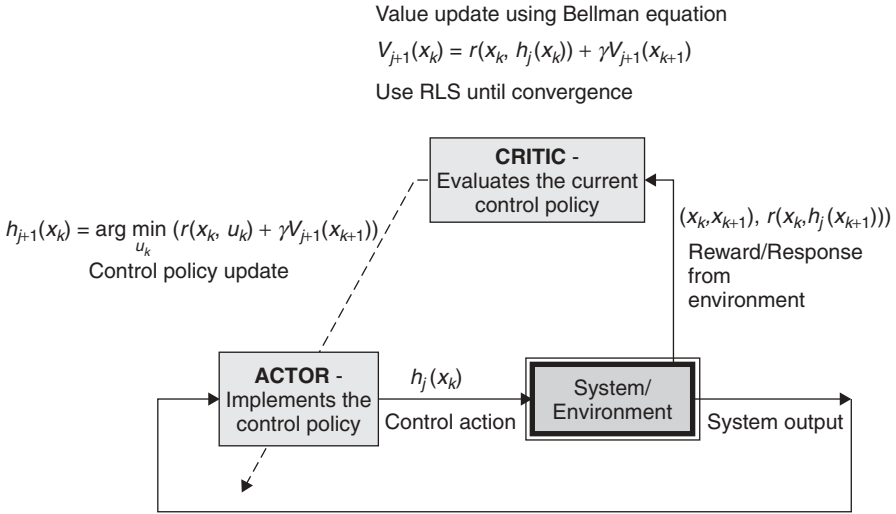 Value update using Bellman equation
V_{j+1}(x_k) = r(x_k, h_j(x_k)) + γV_{j+1}(x_{k+1})
Use RLS until convergence
CRITIC -
Evaluates the current
control policy
h_{j+1}(x_k) = arg min (r(x_k, u_k) + γV_{j+1}(x_{k+1}))
u_k
Control policy update
(x_k,x_{k+1}), r(x_k,h_j(x_{k+1})))
Reward/Response
from
environment
ACTOR -
Implements the
control policy
h_j(x_k)
Control action
System/
Environment
System output